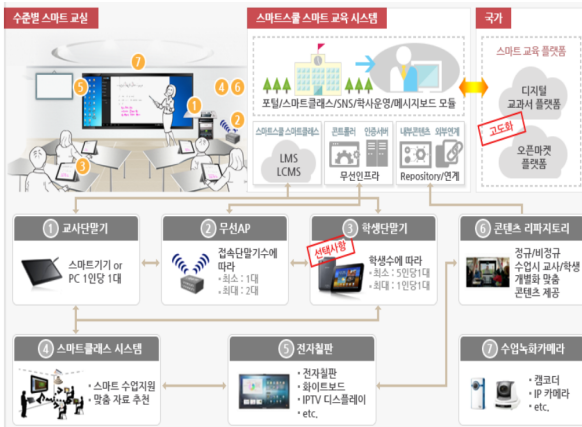 수준별 스마트 교실
스마트스쿨 스마트 교육 시스템
국가
7
5
4 6
1
2
3
포털/스마트클래스/SNS/학사운영/메시지보드 모듈
스마트스쿨 스마트클래스
LMS
LCMS
콘트롤러 인증서버
무선인프라
내부콘텐츠 외부연계
Repository/연계
스마트 교육 플랫폼
디지털
교과서 플랫폼
고도화
오픈마켓
플랫폼
1 교사단말기
스마트기기 or
PC 1인당 1대
2 무선AP
접속단말기수에
따라
• 최소 : 1대
• 최대 : 2대
3 학생단말기
선택사항
학생수에 따라
• 최소 : 5인당1대
• 최대 : 1인당1대
6 콘텐츠 리파지토리
정규/비정규
수업시 교사/학생
개별화 맞춤
콘텐츠 제공
4 스마트클래스 시스템
• 스마트 수업지원
• 맞춤 자료 추천
5 전자칠판
• 전자칠판
• 화이트보드
• IPTV 디스플레이
• etc.
7 수업녹화카메라
• 캠코더
• IP 카메라
• etc.